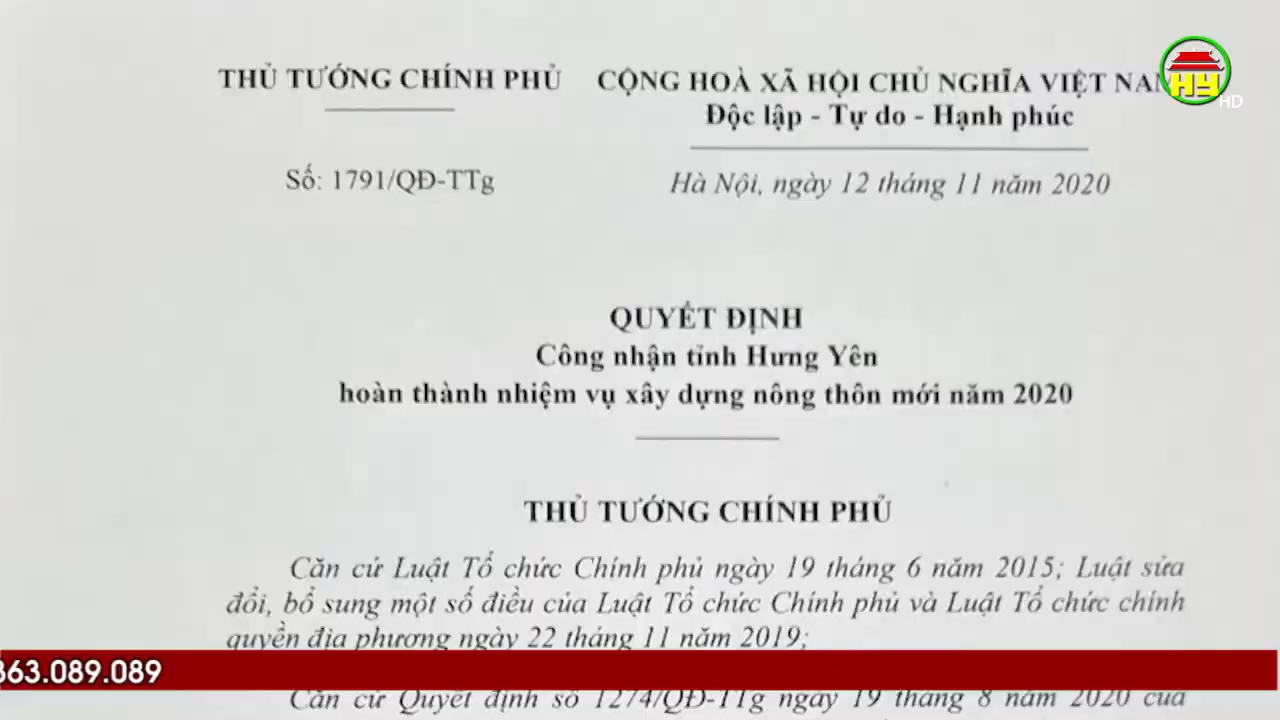 THỦ TƯỚNG CHÍNH PHỦ
CỘNG HOÀ XÃ HỘI CHỦ NGHĨA VIỆT NAM
Độc lập - Tự do - Hạnh phúc
Số: 1791/QĐ-TTg
Hà Nội, ngày 12 tháng 11 năm 2020
HY
HD
QUYẾT ĐỊNH
Công nhận tỉnh Hưng Yên
hoàn thành nhiệm vụ xây dựng nông thôn mới năm 2020
THỦ TƯỚNG CHÍNH PHỦ
Căn cứ Luật Tổ chức Chính phủ ngày 19 tháng 6 năm 2015; Luật sửa
đổi, bổ sung một số điều của Luật Tổ chức Chính phủ và Luật Tổ chức chính
quyền địa phương ngày 22 tháng 11 năm 2019;
363.089.089
Căn cứ Quyết định số 1274/QĐ-TTg ngày 19 tháng 8 năm 2020 của